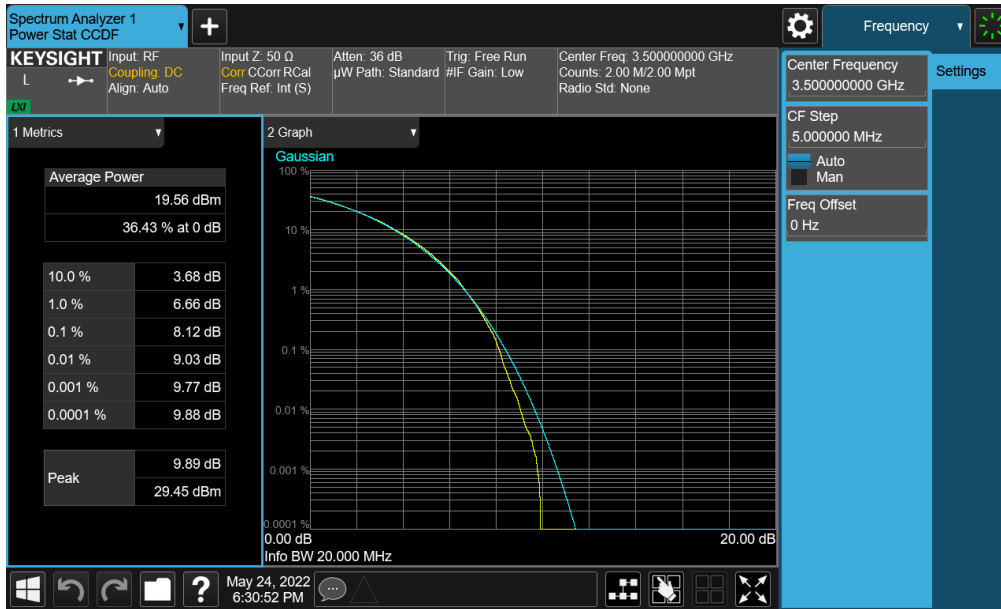 Spectrum Analyzer 1
Power Stat CCDF
Frequency
KEYSIGHT
L
LXI
Input: RF
Coupling: DC
Align: Auto
Input Z: 50 Ω
Corr CCorr RCal
Freq Ref: Int (S)
Atten: 36 dB
µW Path: Standard
Trig: Free Run
#IF Gain: Low
Center Freq: 3.500000000 GHz
Counts: 2.00 M/2.00 Mpt
Radio Std: None
Center Frequency
3.500000000 GHz
Settings
CF Step
5.000000 MHz
Auto
Man
Freq Offset
0 Hz
1 Metrics
Average Power
19.56 dBm
36.43 % at 0 dB
10.0 % 3.68 dB
1.0 % 6.66 dB
0.1 % 8.12 dB
0.01 % 9.03 dB
0.001 % 9.77 dB
0.0001 % 9.88 dB
Peak
9.89 dB
29.45 dBm
2 Graph
Gaussian
100 %
10 %
1 %
0.1 %
0.01 %
0.001 %
0.0001 %
0.00 dB
20.00 dB
Info BW 20.000 MHz
?
May 24, 2022
6:30:52 PM